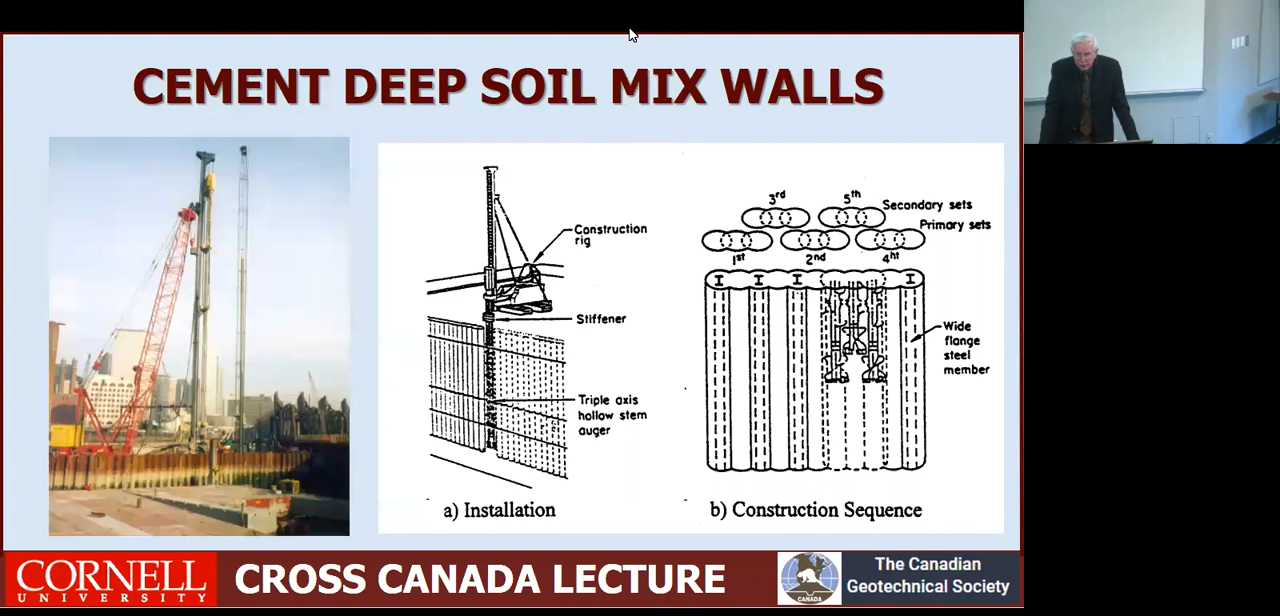 CEMENT DEEP SOIL MIX WALLS
Construction
rig
Stiffener
Triple axis
hollow stem
auger
a) Installation
3rd
5th
Secondary sets
Primary sets
1st
2nd
4ht
I I I I
Wide
flange
steel
member
b) Construction Sequence
CORNELL
UNIVERSITY
CROSS CANADA LECTURE
CANADA
The Canadian
Geotechnical Society